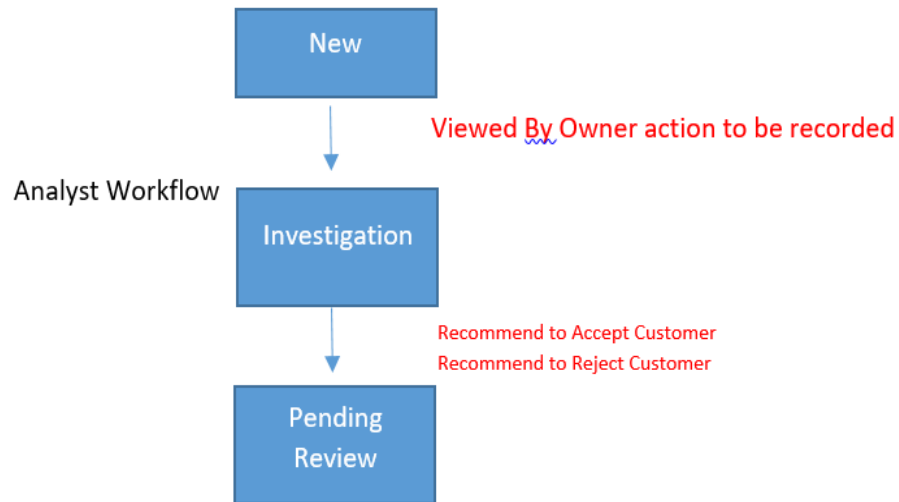 New
Viewed By Owner action to be recorded
Analyst Workflow
Investigation
Recommend to Accept Customer
Recommend to Reject Customer
Pending
Review